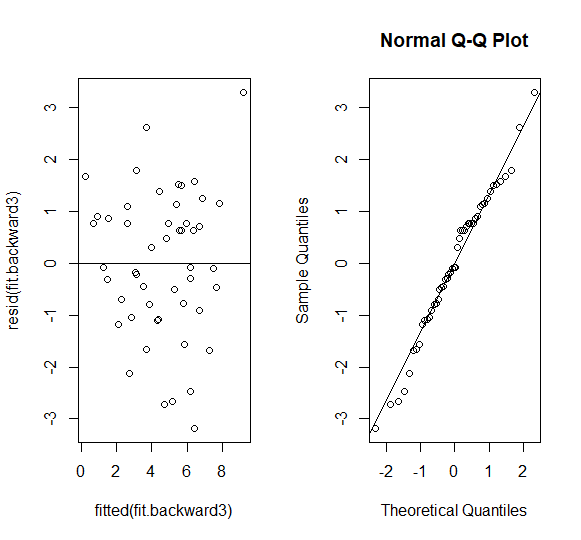 Normal Q-Q Plot
resid(fit.backward3)
3
2
1
0
-1
-2
-3
0 2 4 6 8
fitted(fit.backward3)
Sample Quantiles
3
2
1
0
-1
-2
-3
-2 -1 0 1 2
Theoretical Quantiles